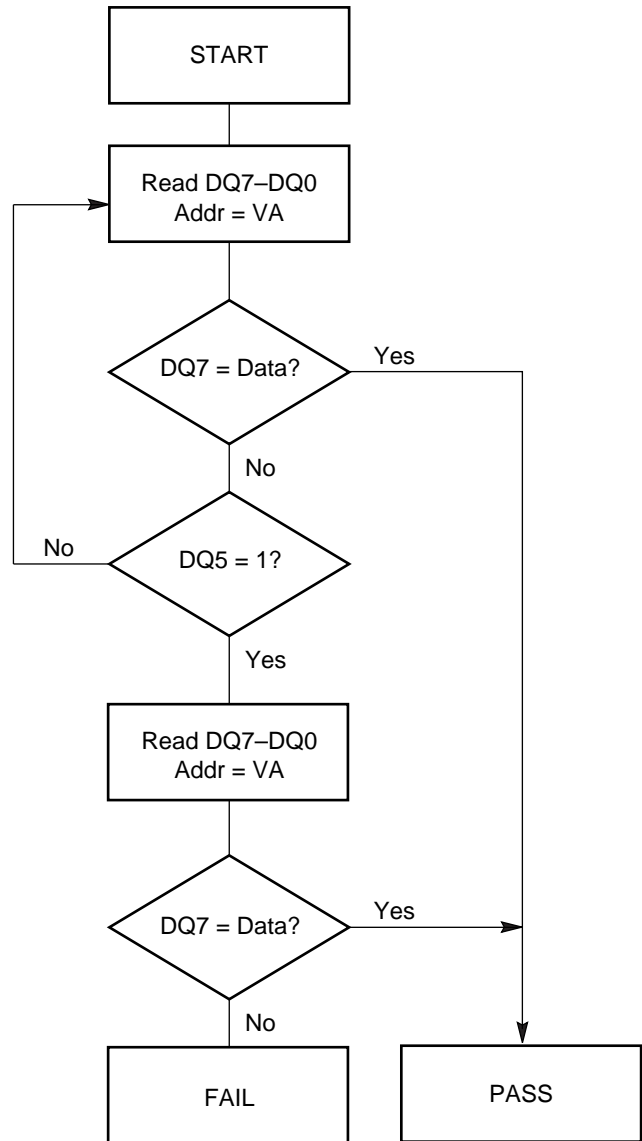 START
Read DQ7–DQ0
Addr = VA
DQ7 = Data?
Yes
No
No
DQ5 = 1?
Yes
Read DQ7–DQ0
Addr = VA
DQ7 = Data?
Yes
No
FAIL
PASS